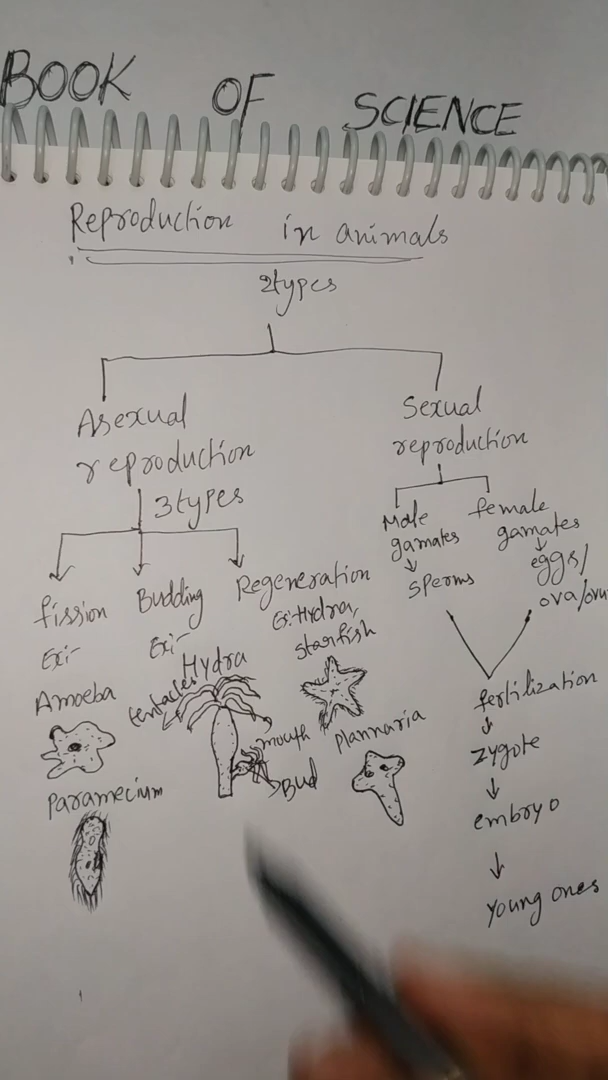 BOOK OF SCIENCE
Reproduction in animals
2types
Asexual
reproduction
3types
fission
Ex:-
Amoeba
Paramecium
Budding
Ex:-
Hydra
tentacles
mouth
Bud
Regeneration
Ex:Hydra,
starfish
Plannaria
Sexual
reproduction
Male
gamates
sperms
female
gamates
eggs/
ova/ovu
fertilization
zygote
embryo
young ones